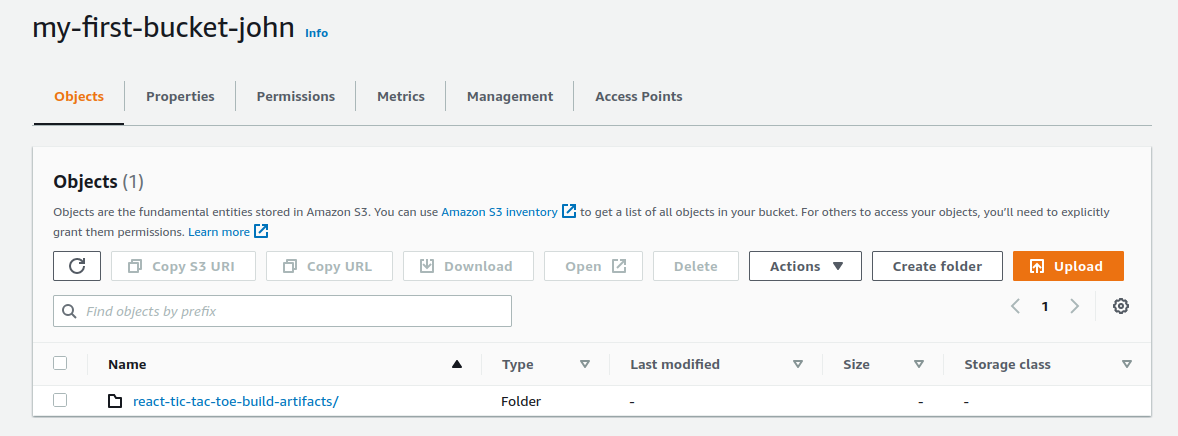 my-first-bucket-john Info
Objects Properties Permissions Metrics Management Access Points
Objects (1)
Objects are the fundamental entities stored in Amazon S3. You can use Amazon S3 inventory to get a list of all objects in your bucket. For others to access your objects, you'll need to explicitly
grant them permissions. Learn more
Copy S3 URI Copy URL Download Open Delete Actions Create folder Upload
Find objects by prefix 1
Name Type Last modified Size Storage class
react-tic-tac-toe-build-artifacts/ Folder - - -